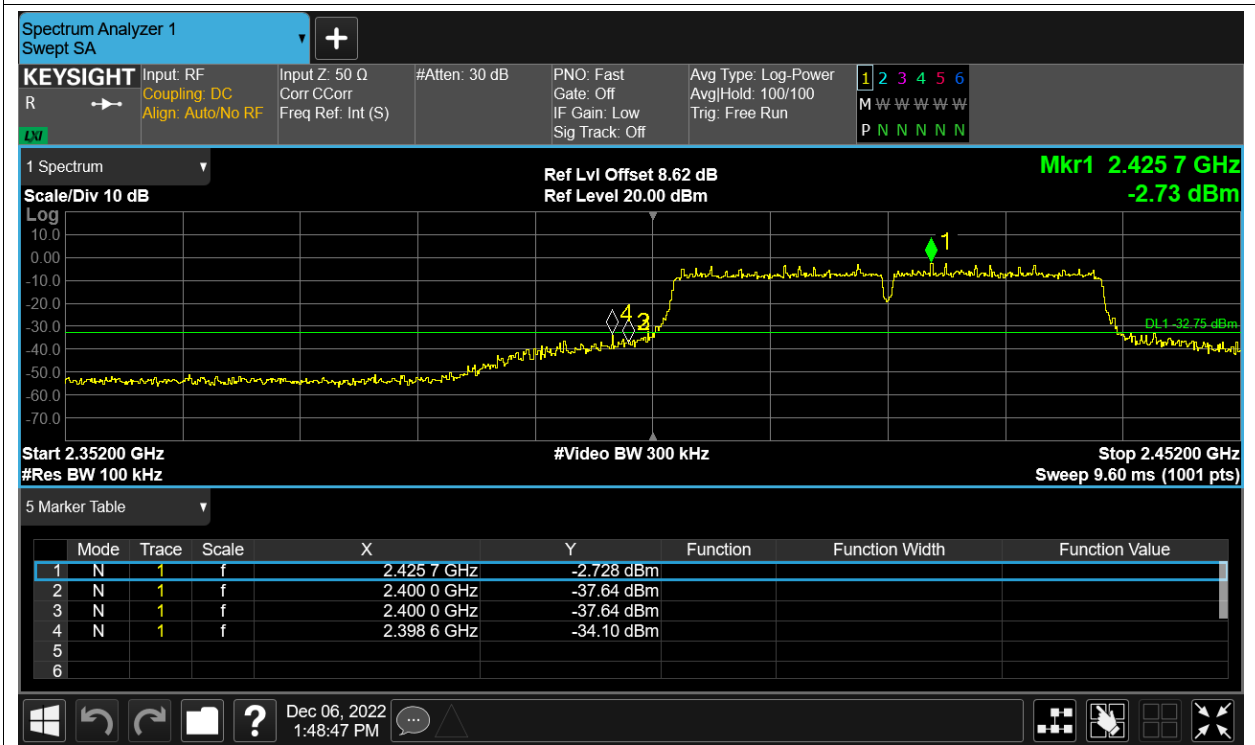 Spectrum Analyzer 1
Swept SA
KEYSIGHT
R
LXI
Input: RF
Coupling: DC
Align: Auto/No RF
Input Z: 50 Ω
Corr CCorr
Freq Ref: Int (S)
#Atten: 30 dB
PNO: Fast
Gate: Off
IF Gain: Low
Sig Track: Off
Avg Type: Log-Power
Avg|Hold: 100/100
Trig: Free Run
1 2 3 4 5 6
M W W W W W
P N N N N N
1 Spectrum
Scale/Div 10 dB
Ref Lvl Offset 8.62 dB
Ref Level 20.00 dBm
Mkr1 2.425 7 GHz
-2.73 dBm
Log
10.0
0.00
-10.0
-20.0
-30.0
-40.0
-50.0
-60.0
-70.0
1
4
DL1 -32.75 dBm
Start 2.35200 GHz
#Res BW 100 kHz
#Video BW 300 kHz
Stop 2.45200 GHz
Sweep 9.60 ms (1001 pts)
5 Marker Table
Mode Trace Scale X Y Function Function Width Function Value
1 N 1 f 2.425 7 GHz -2.728 dBm
2 N 1 f 2.400 0 GHz -37.64 dBm
3 N 1 f 2.400 0 GHz -37.64 dBm
4 N 1 f 2.398 6 GHz -34.10 dBm
5
6
?
Dec 06, 2022
1:48:47 PM